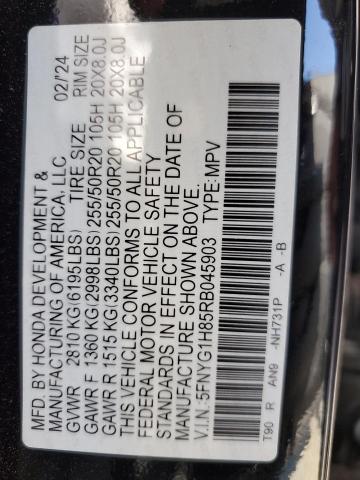 MFD. BY HONDA DEVELOPMENT & 02/'24
MANUFACTURING OF AMERICA, LLC
GVWR 2810 KG(6195LBS) TIRE SIZE RIM SIZE
GAWR F 1360 KG(2998LBS)255/50R20 105H 20X8.0J
GAWR R 1515 KG(3340LBS)255/50R20 105H 20X8.0J
THIS VEHICLE CONFORMS TO ALL APPLICABLE
FEDERAL MOTOR VEHICLE SAFETY
STANDARDS IN EFFECT ON THE DATE OF
MANUFACTURE SHOWN ABOVE.
V.I.N:5FNYG1H85RB045903 TYPE:MPV
T90 R AN9 -NH731P -A -B